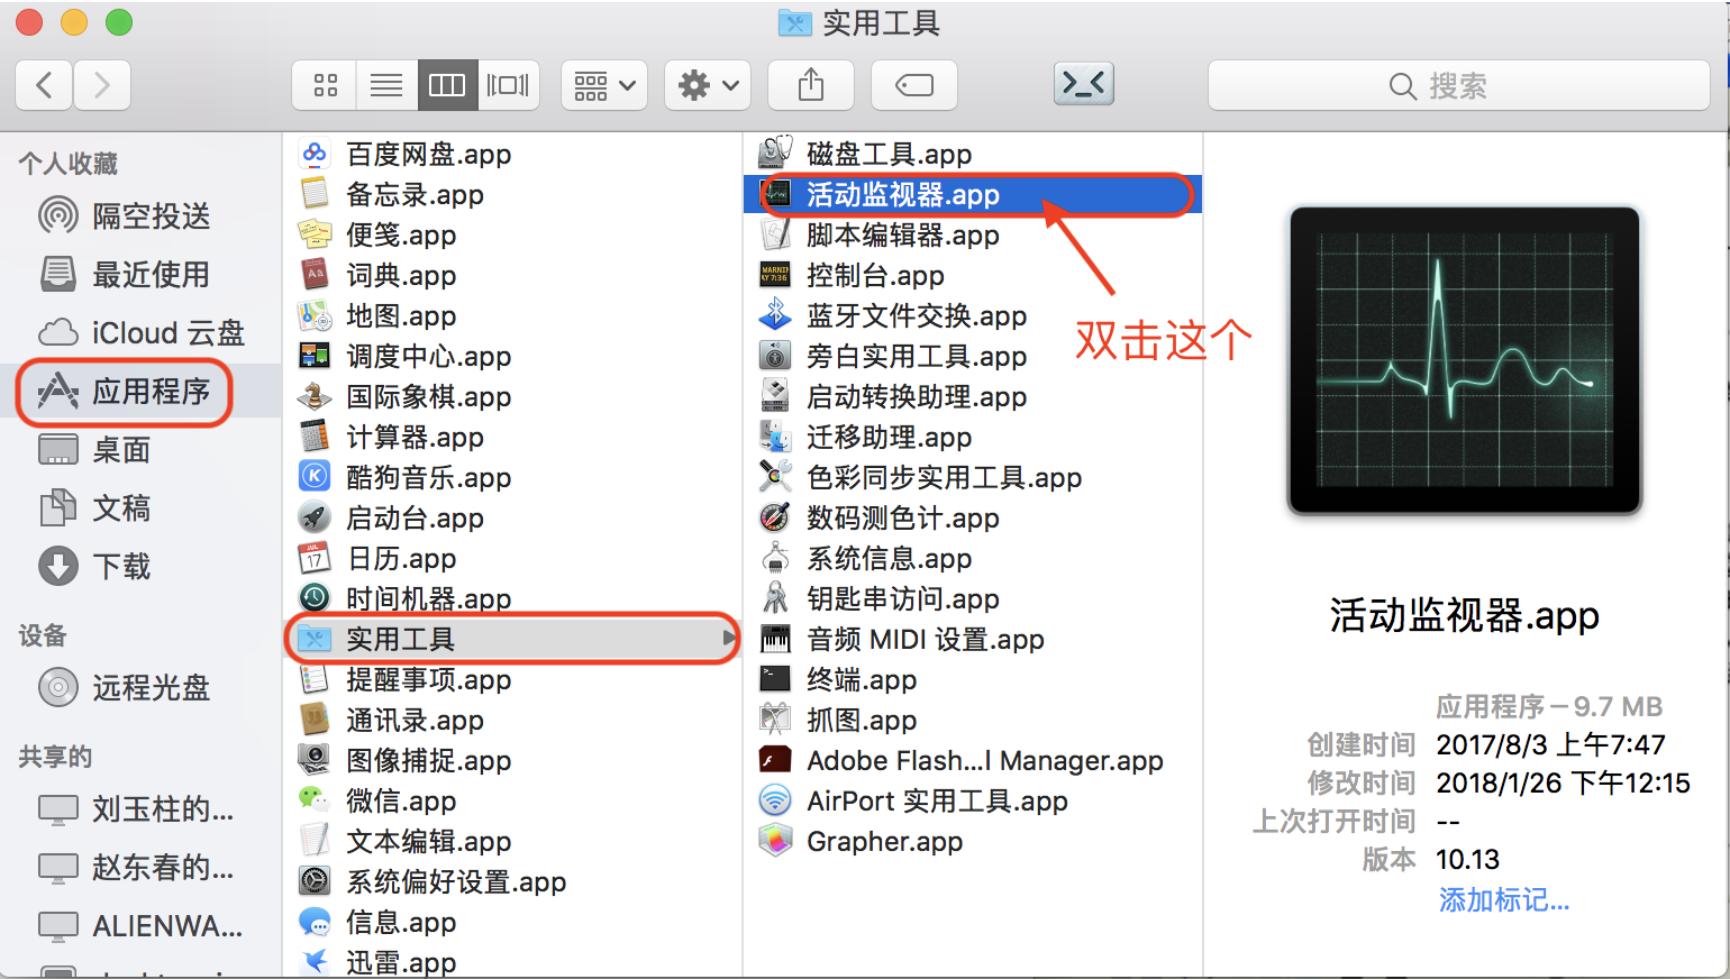 实用工具
搜索
个人收藏
隔空投送
最近使用
iCloud 云盘
应用程序
桌面
文稿
下载
设备
远程光盘
共享的
刘玉柱的...
赵东春的...
ALIENWA...
百度网盘.app
备忘录.app
便笺.app
词典.app
地图.app
调度中心.app
国际象棋.app
计算器.app
酷狗音乐.app
启动台.app
日历.app
时间机器.app
实用工具
提醒事项.app
通讯录.app
图像捕捉.app
微信.app
文本编辑.app
系统偏好设置.app
信息.app
迅雷.app
磁盘工具.app
活动监视器.app
脚本编辑器.app
控制台.app
蓝牙文件交换.app
旁白实用工具.app
启动转换助理.app
迁移助理.app
色彩同步实用工具.app
数码测色计.app
系统信息.app
钥匙串访问.app
音频 MIDI 设置.app
终端.app
抓图.app
Adobe Flash...l Manager.app
AirPort 实用工具.app
Grapher.app
双击这个
活动监视器.app
应用程序 — 9.7 MB
创建时间 2017/8/3 上午7:47
修改时间 2018/1/26 下午12:15
上次打开时间 --
版本 10.13
添加标记...